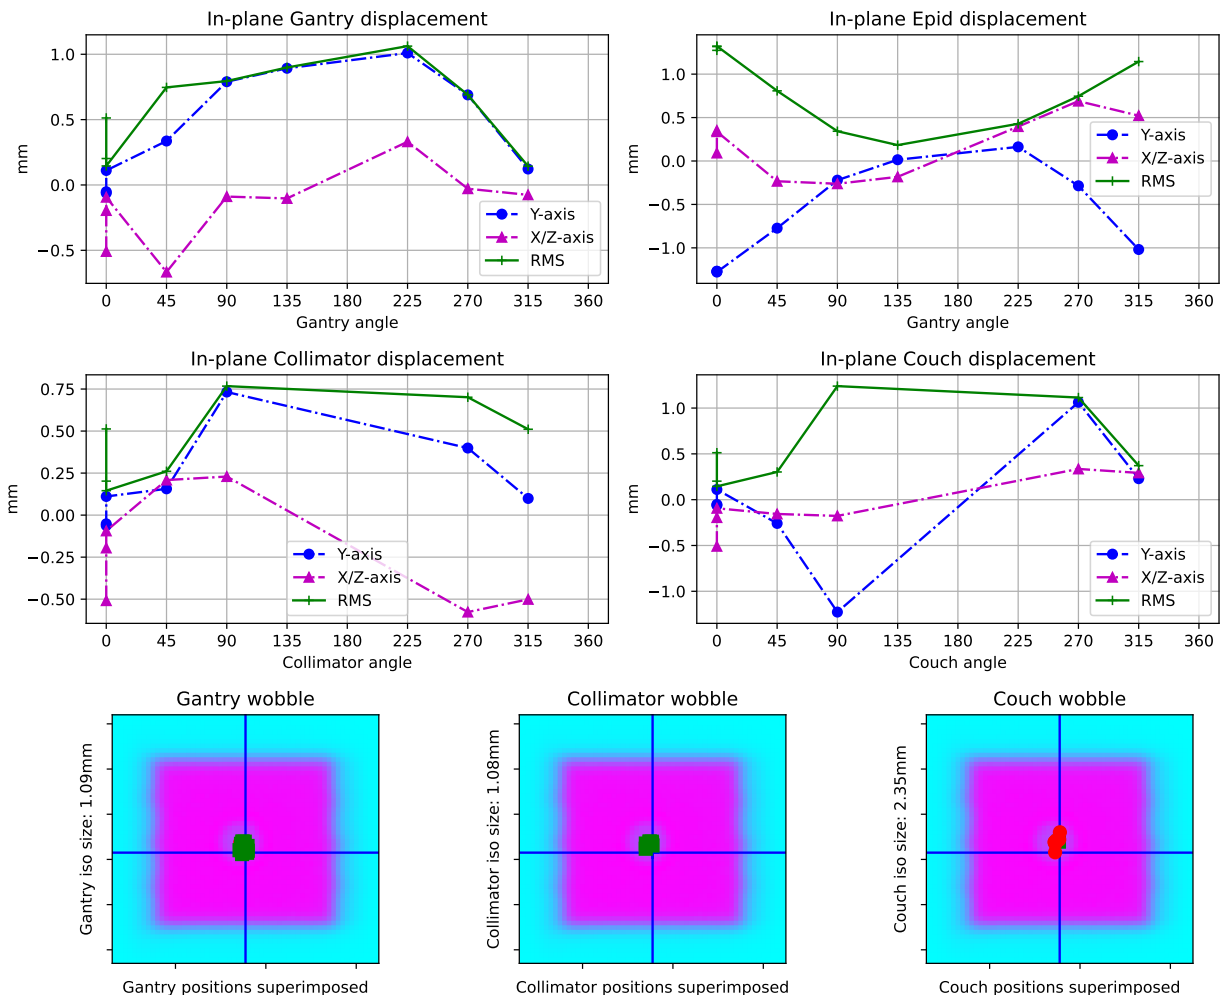 In-plane Gantry displacement
1.0
0.5
0.0
−0.5
mm
Y-axis
X/Z-axis
RMS
0 45 90 135 180 225 270 315 360
Gantry angle
In-plane Epid displacement
1.0
0.5
0.0
−0.5
−1.0
mm
Y-axis
X/Z-axis
RMS
0 45 90 135 180 225 270 315 360
Gantry angle
In-plane Collimator displacement
0.75
0.50
0.25
0.00
−0.25
−0.50
mm
Y-axis
X/Z-axis
RMS
0 45 90 135 180 225 270 315 360
Collimator angle
In-plane Couch displacement
1.0
0.5
0.0
−0.5
−1.0
mm
Y-axis
X/Z-axis
RMS
0 45 90 135 180 225 270 315 360
Couch angle
Gantry wobble
Gantry iso size: 1.09mm
Gantry positions superimposed
Collimator wobble
Collimator iso size: 1.08mm
Collimator positions superimposed
Couch wobble
Couch iso size: 2.35mm
Couch positions superimposed